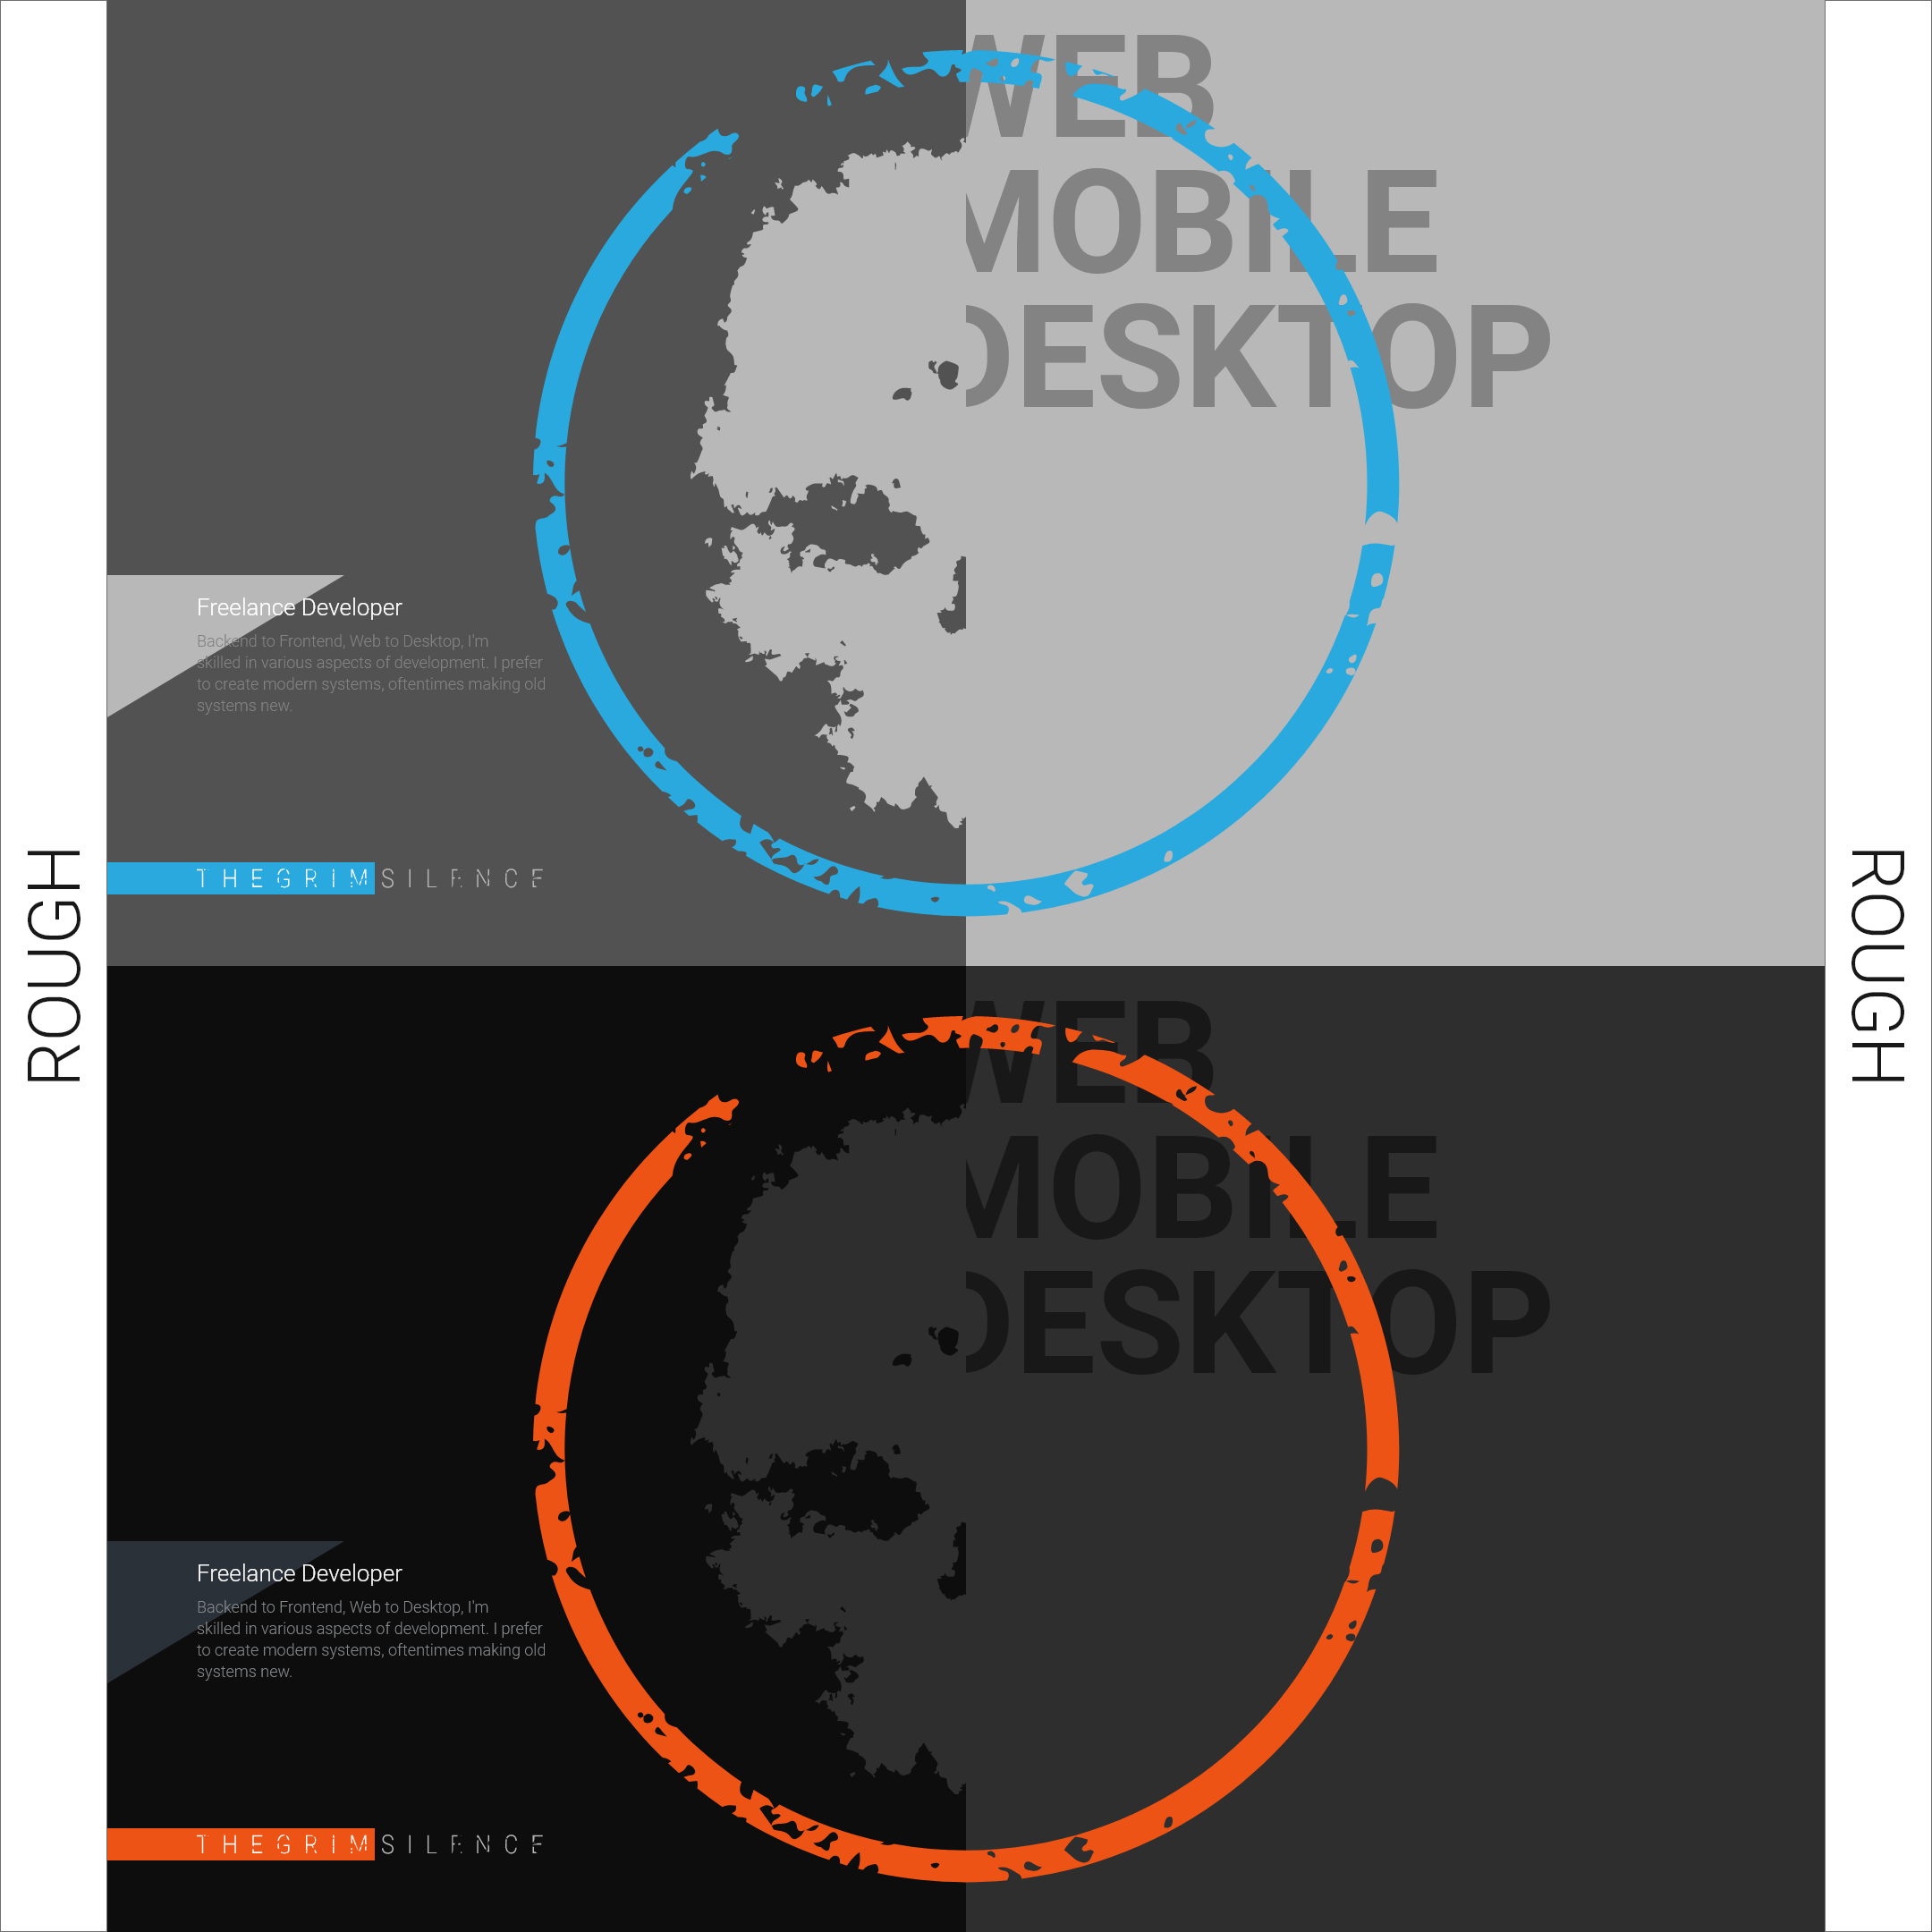 ROUGH
WEB
MOBILE
DESKTOP
Freelance Developer
Backend to Frontend, Web to Desktop, I'm
skilled in various aspects of development. I prefer
to create modern systems, oftentimes making old
systems new.
THEGRIMSILENCE
ROUGH
WEB
MOBILE
DESKTOP
Freelance Developer
Backend to Frontend, Web to Desktop, I'm
skilled in various aspects of development. I prefer
to create modern systems, oftentimes making old
systems new.
THEGRIMSILENCE